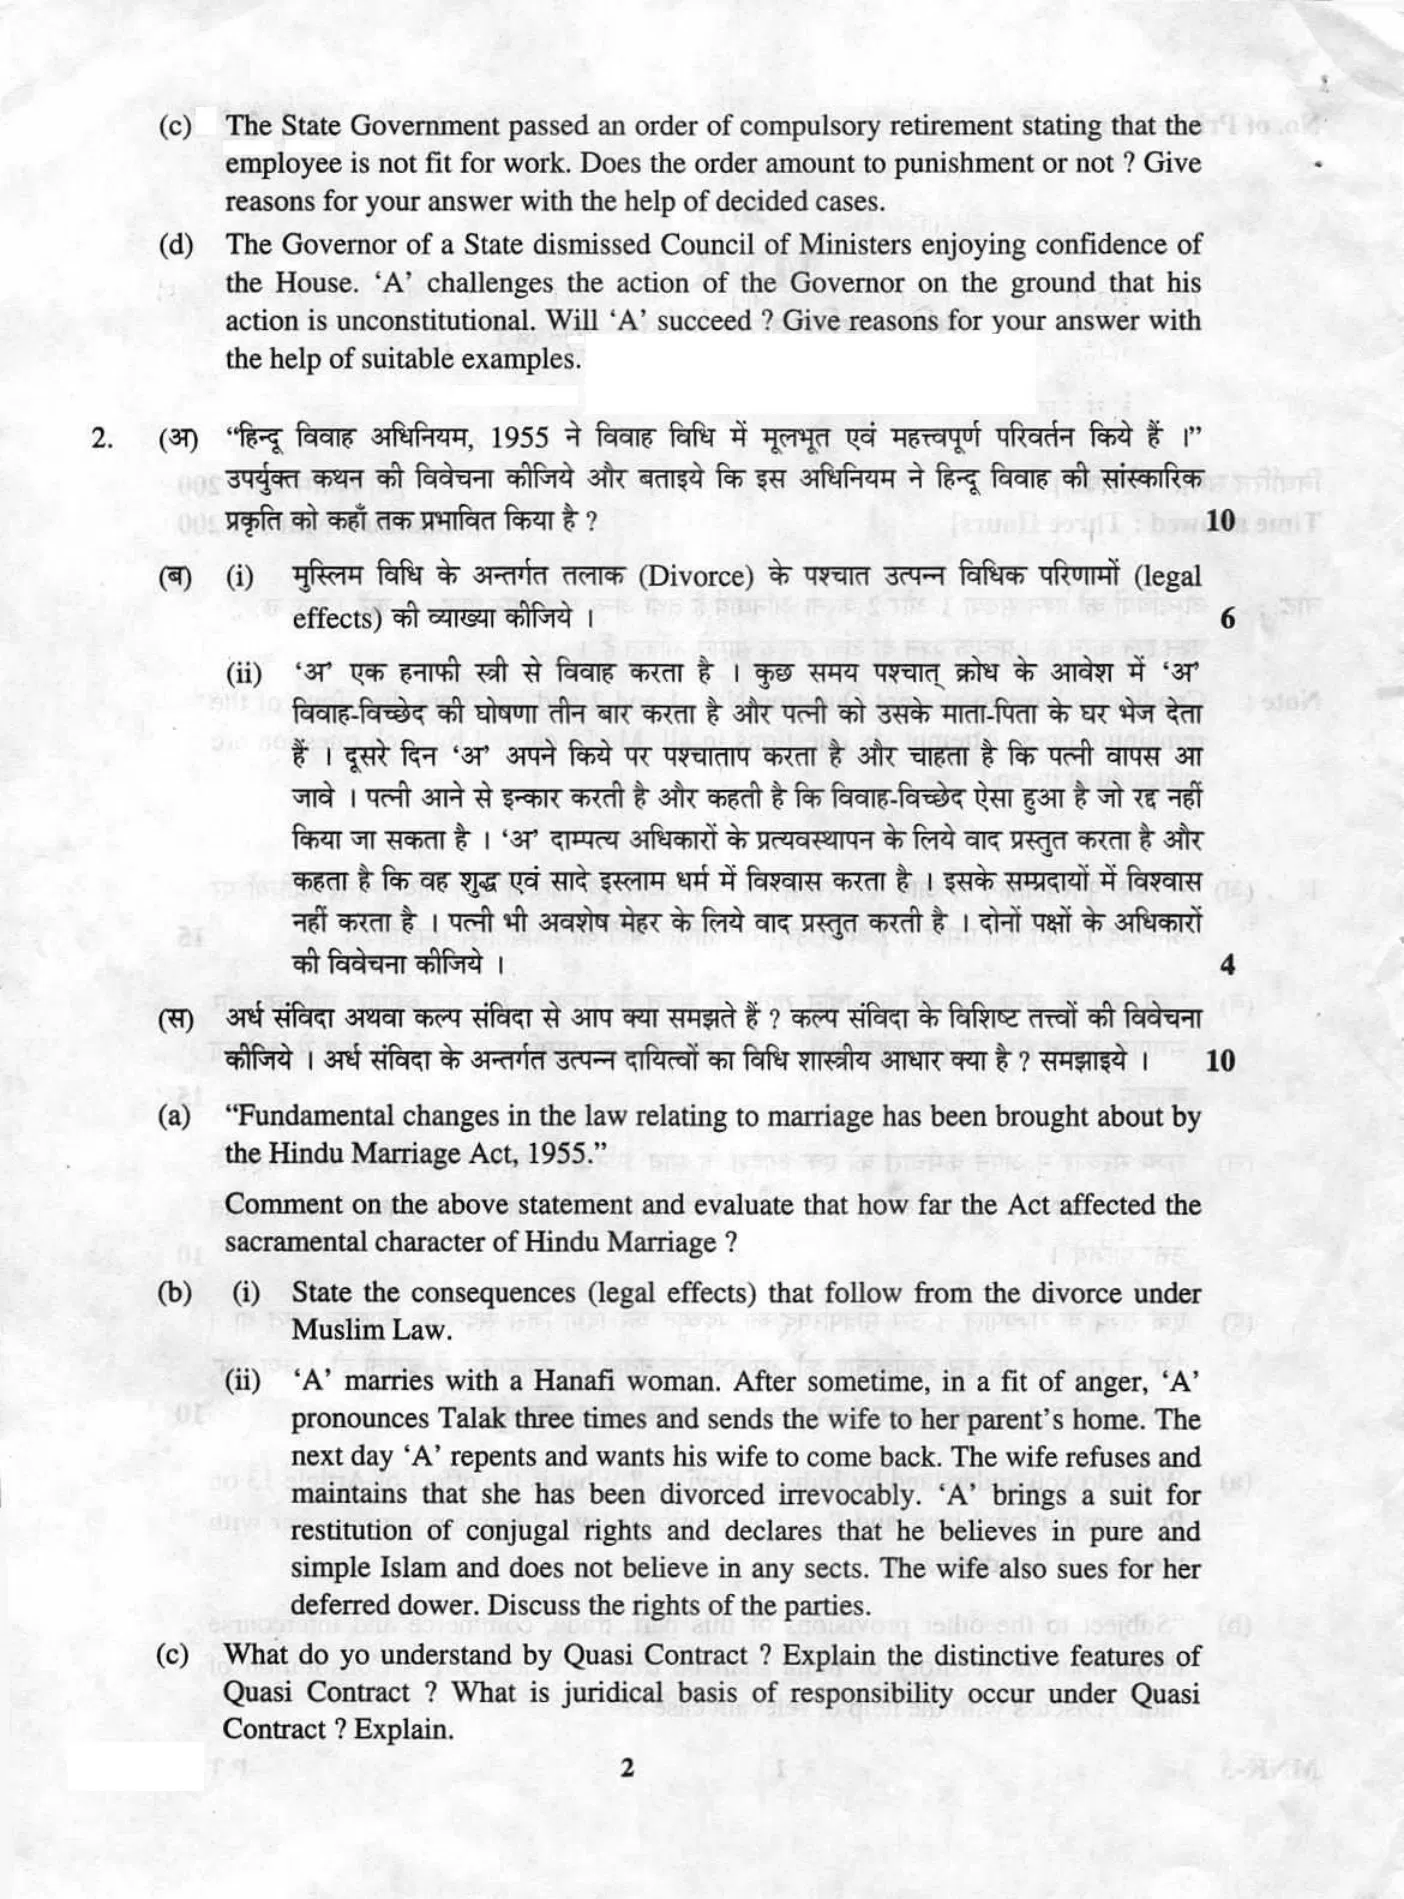 (c) The State Government passed an order of compulsory retirement stating that the
employee is not fit for work. Does the order amount to punishment or not ? Give
reasons for your answer with the help of decided cases.
(d) The Governor of a State dismissed Council of Ministers enjoying confidence of
the House. ‘A’ challenges the action of the Governor on the ground that his
action is unconstitutional. Will ‘A’ succeed ? Give reasons for your answer with
the help of suitable examples.
2. (अ) “हिन्दू विवाह अधिनियम, 1955 ने विवाह विधि में मूलभूत एवं महत्त्वपूर्ण परिवर्तन किये हैं ।”
उपर्युक्त कथन की विवेचना कीजिये और बताइये कि इस अधिनियम ने हिन्दू विवाह की सांस्कारिक
प्रकृति को कहाँ तक प्रभावित किया है ? 10
(ब) (i) मुस्लिम विधि के अन्तर्गत तलाक (Divorce) के पश्चात उत्पन्न विधिक परिणामों (legal
effects) की व्याख्या कीजिये । 6
(ii) ‘अ’ एक हनाफी स्त्री से विवाह करता है । कुछ समय पश्चात् क्रोध के आवेश में ‘अ’
विवाह-विच्छेद की घोषणा तीन बार करता है और पत्नी को उसके माता-पिता के घर भेज देता
हैं । दूसरे दिन ‘अ’ अपने किये पर पश्चाताप करता है और चाहता है कि पत्नी वापस आ
जावे । पत्नी आने से इन्कार करती है और कहती है कि विवाह-विच्छेद ऐसा हुआ है जो रद्द नहीं
किया जा सकता है । ‘अ’ दाम्पत्य अधिकारों के प्रत्यवस्थापन के लिये वाद प्रस्तुत करता है और
कहता है कि वह शुद्ध एवं सादे इस्लाम धर्म में विश्वास करता है । इसके सम्प्रदायों में विश्वास
नहीं करता है । पत्नी भी अवशेष मेहर के लिये वाद प्रस्तुत करती है । दोनों पक्षों के अधिकारों
की विवेचना कीजिये । 4
(स) अर्ध संविदा अथवा कल्प संविदा से आप क्या समझते हैं ? कल्प संविदा के विशिष्ट तत्त्वों की विवेचना
कीजिये । अर्ध संविदा के अन्तर्गत उत्पन्न दायित्वों का विधि शास्त्रीय आधार क्या है ? समझाइये । 10
(a) “Fundamental changes in the law relating to marriage has been brought about by
the Hindu Marriage Act, 1955.”
Comment on the above statement and evaluate that how far the Act affected the
sacramental character of Hindu Marriage ?
(b) (i) State the consequences (legal effects) that follow from the divorce under
Muslim Law.
(ii) ‘A’ marries with a Hanafi woman. After sometime, in a fit of anger, ‘A’
pronounces Talak three times and sends the wife to her parent’s home. The
next day ‘A’ repents and wants his wife to come back. The wife refuses and
maintains that she has been divorced irrevocably. ‘A’ brings a suit for
restitution of conjugal rights and declares that he believes in pure and
simple Islam and does not believe in any sects. The wife also sues for her
deferred dower. Discuss the rights of the parties.
(c) What do yo understand by Quasi Contract ? Explain the distinctive features of
Quasi Contract ? What is juridical basis of responsibility occur under Quasi
Contract ? Explain.
2